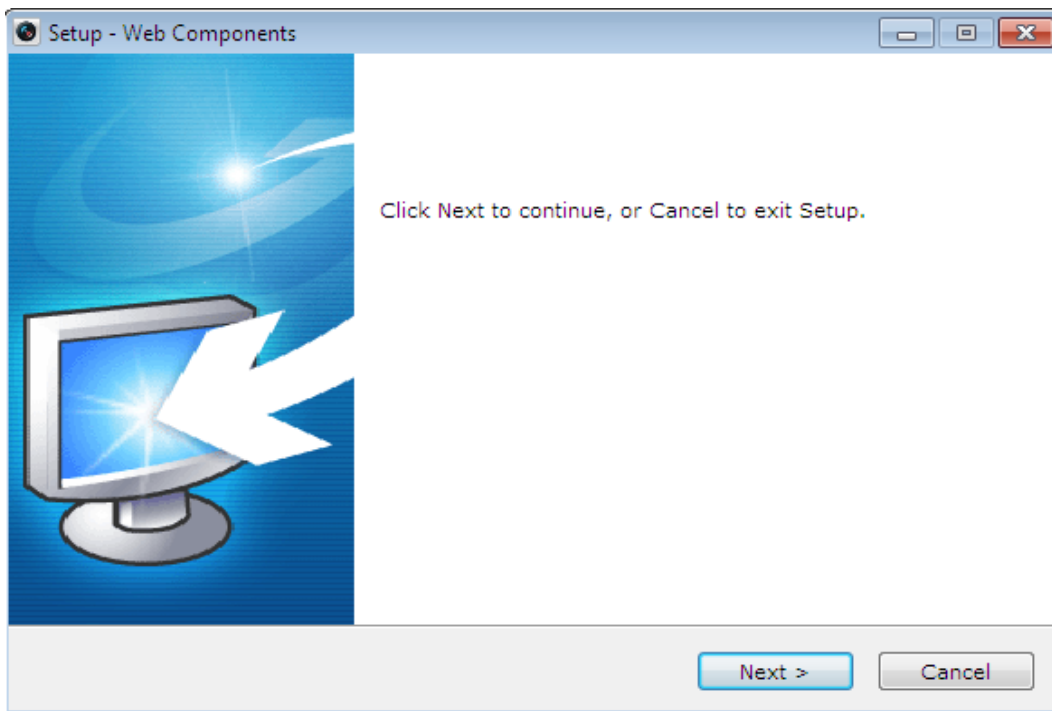 Setup - Web Components
Click Next to continue, or Cancel to exit Setup.
Next >
Cancel